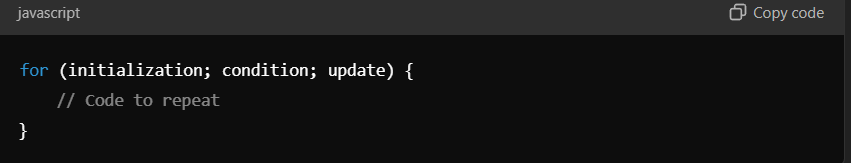 javascript
Copy code
for (initialization; condition; update) {
// Code to repeat
}